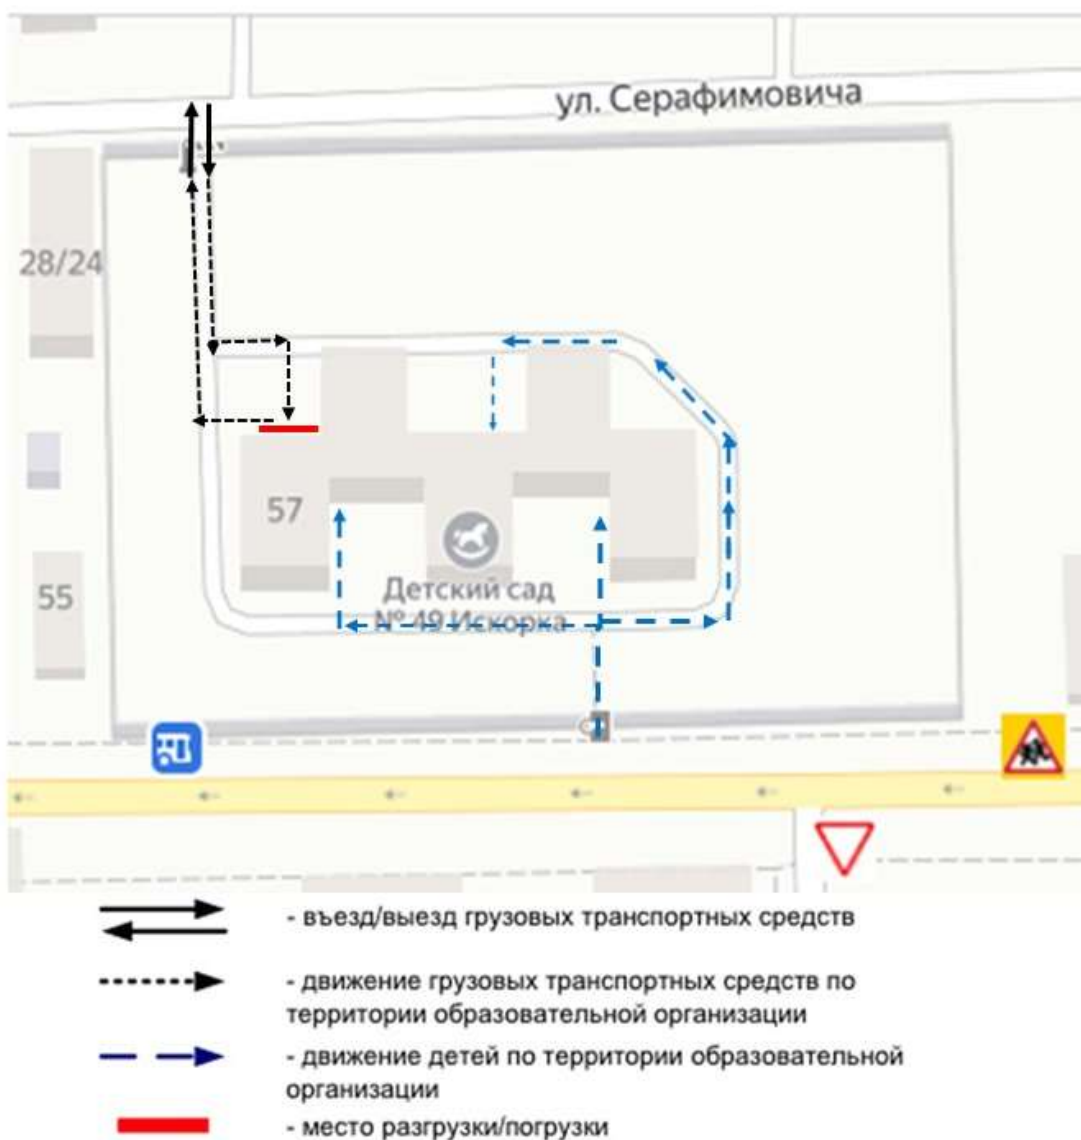 ул. Серафимовича
28/24
57
55
Детский сад
№ 49 Искорка
- въезд/выезд грузовых транспортных средств
- движение грузовых транспортных средств по
территории образовательной организации
- движение детей по территории образовательной
организации
- место разгрузки/погрузки